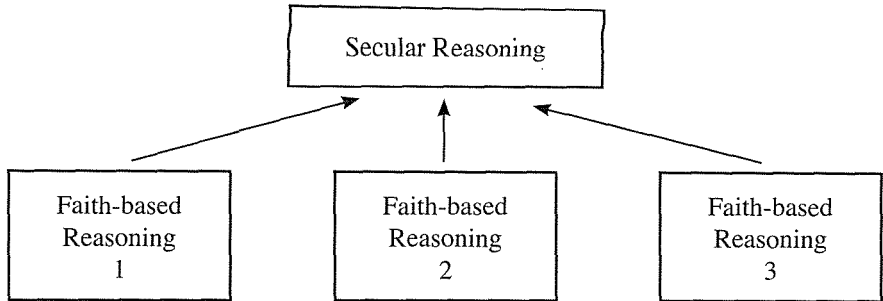 Secular Reasoning
Faith-based
Reasoning
1
Faith-based
Reasoning
2
Faith-based
Reasoning
3